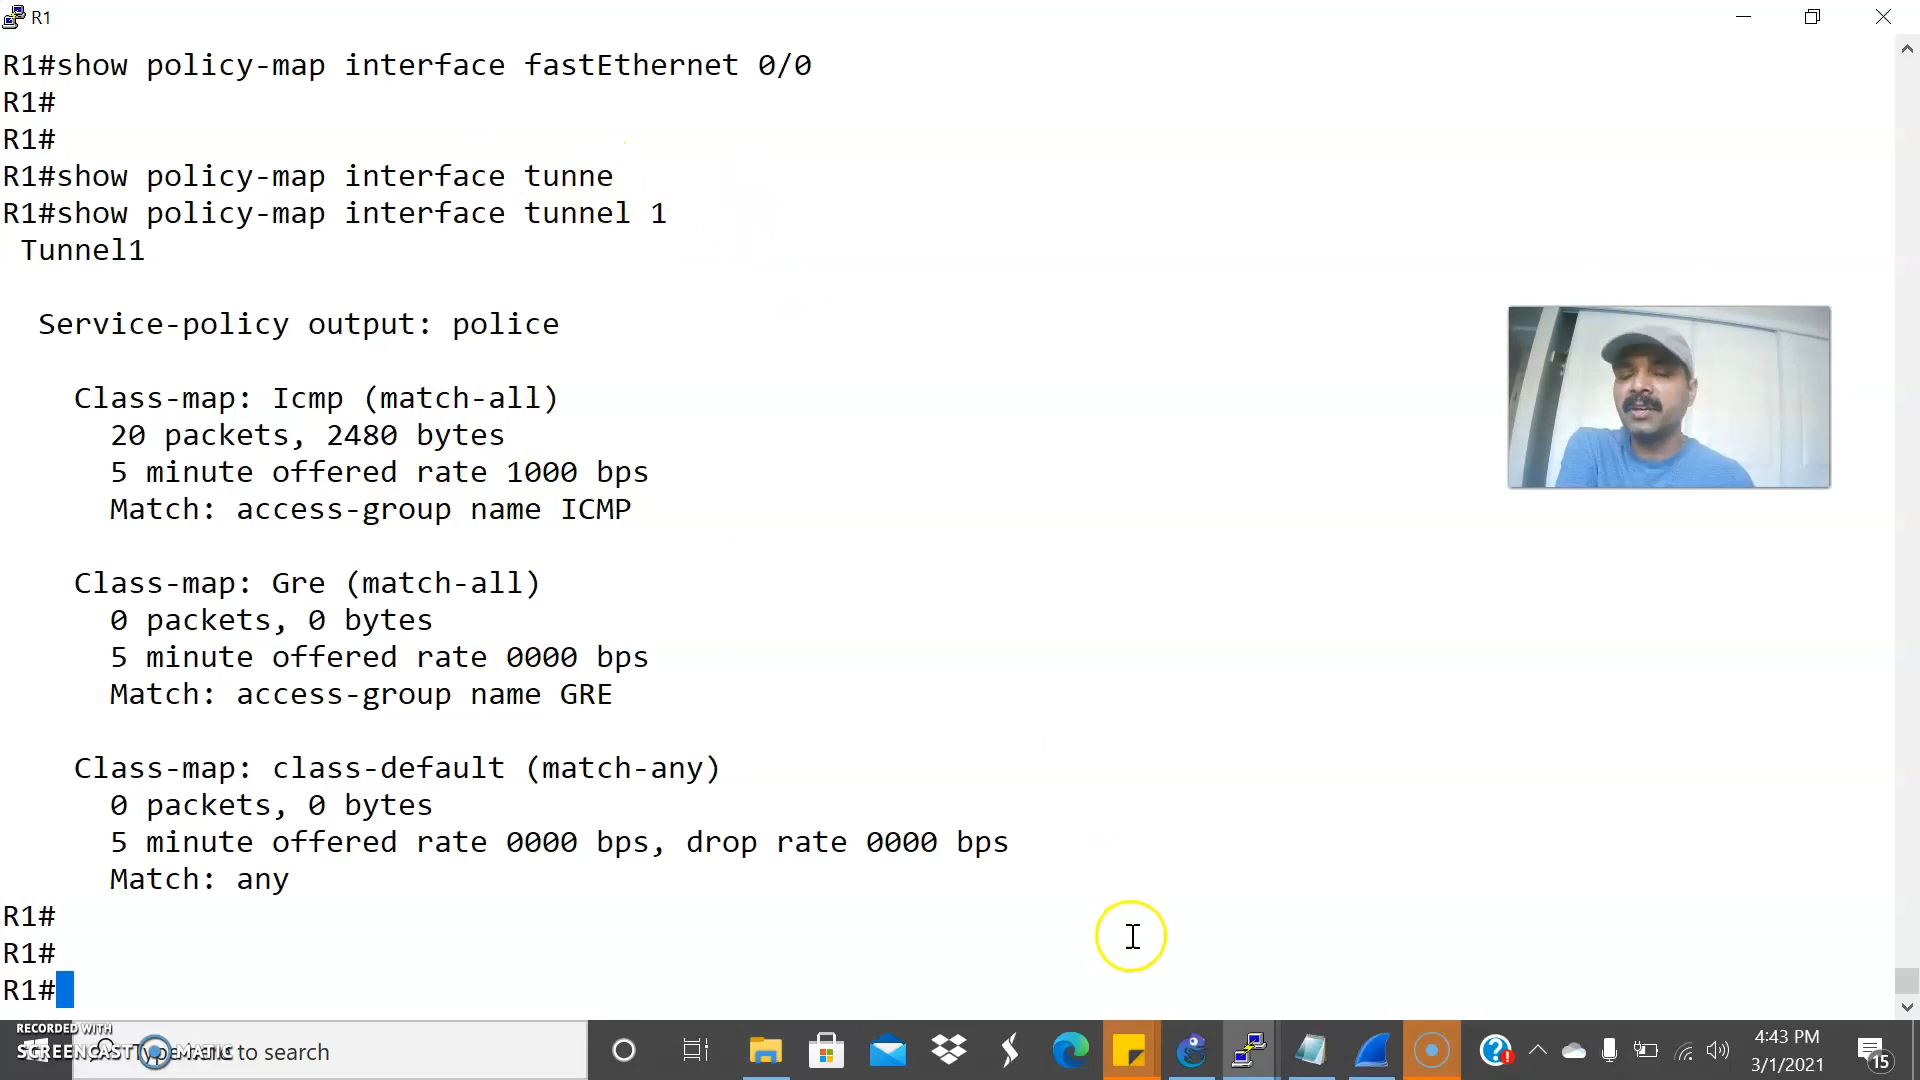 R1
R1#show policy-map interface fastEthernet 0/0
R1#
R1#
R1#show policy-map interface tunne
R1#show policy-map interface tunnel 1
Tunnel1
Service-policy output: police
Class-map: Icmp (match-all)
20 packets, 2480 bytes
5 minute offered rate 1000 bps
Match: access-group name ICMP
Class-map: Gre (match-all)
0 packets, 0 bytes
5 minute offered rate 0000 bps
Match: access-group name GRE
Class-map: class-default (match-any)
0 packets, 0 bytes
5 minute offered rate 0000 bps, drop rate 0000 bps
Match: any
R1#
R1#
R1#
RECORDED WITH
SCREENCAST MATIC
to search
4:43 PM
3/1/2021
15